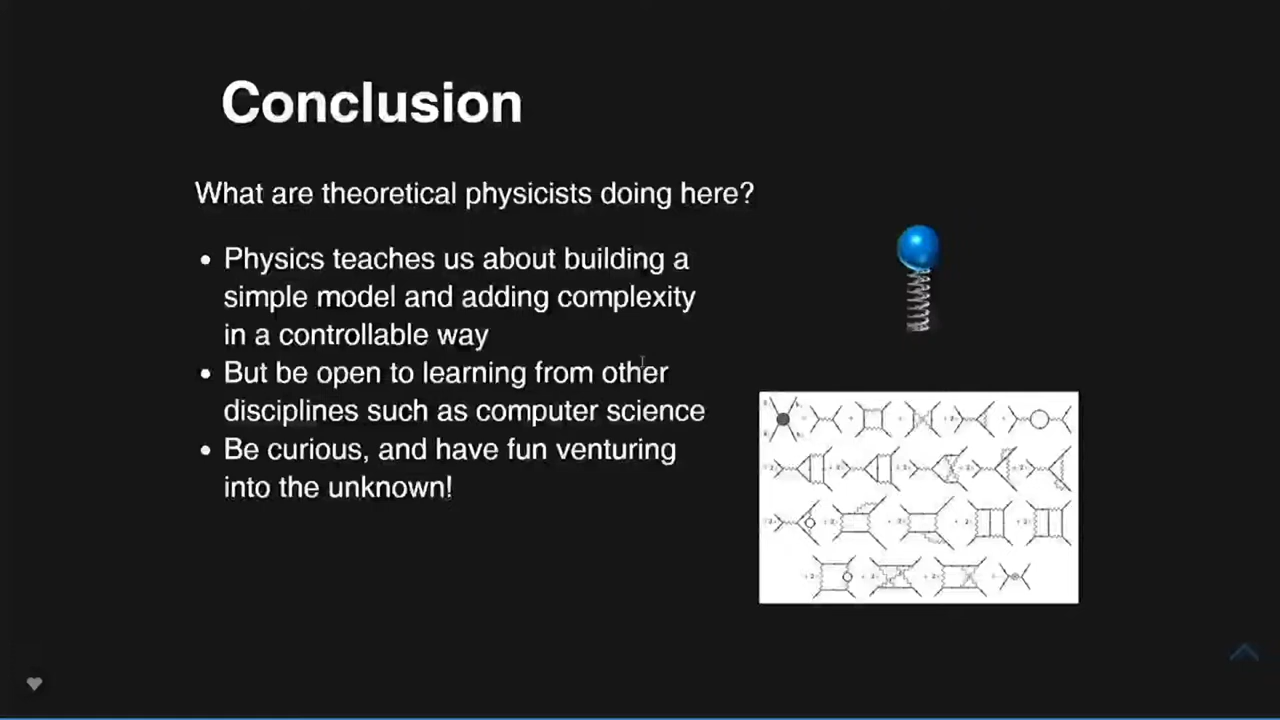 Conclusion
What are theoretical physicists doing here?
• Physics teaches us about building a
simple model and adding complexity
in a controllable way
• But be open to learning from other
disciplines such as computer science
• Be curious, and have fun venturing
into the unknown!